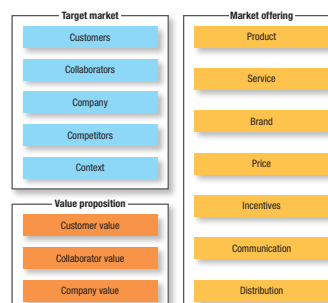 Target market
Customers
Collaborators
Company
Competitors
Context
Value proposition
Customer value
Collaborator value
Company value
Market offering
Product
Service
Brand
Price
Incentives
Communication
Distribution